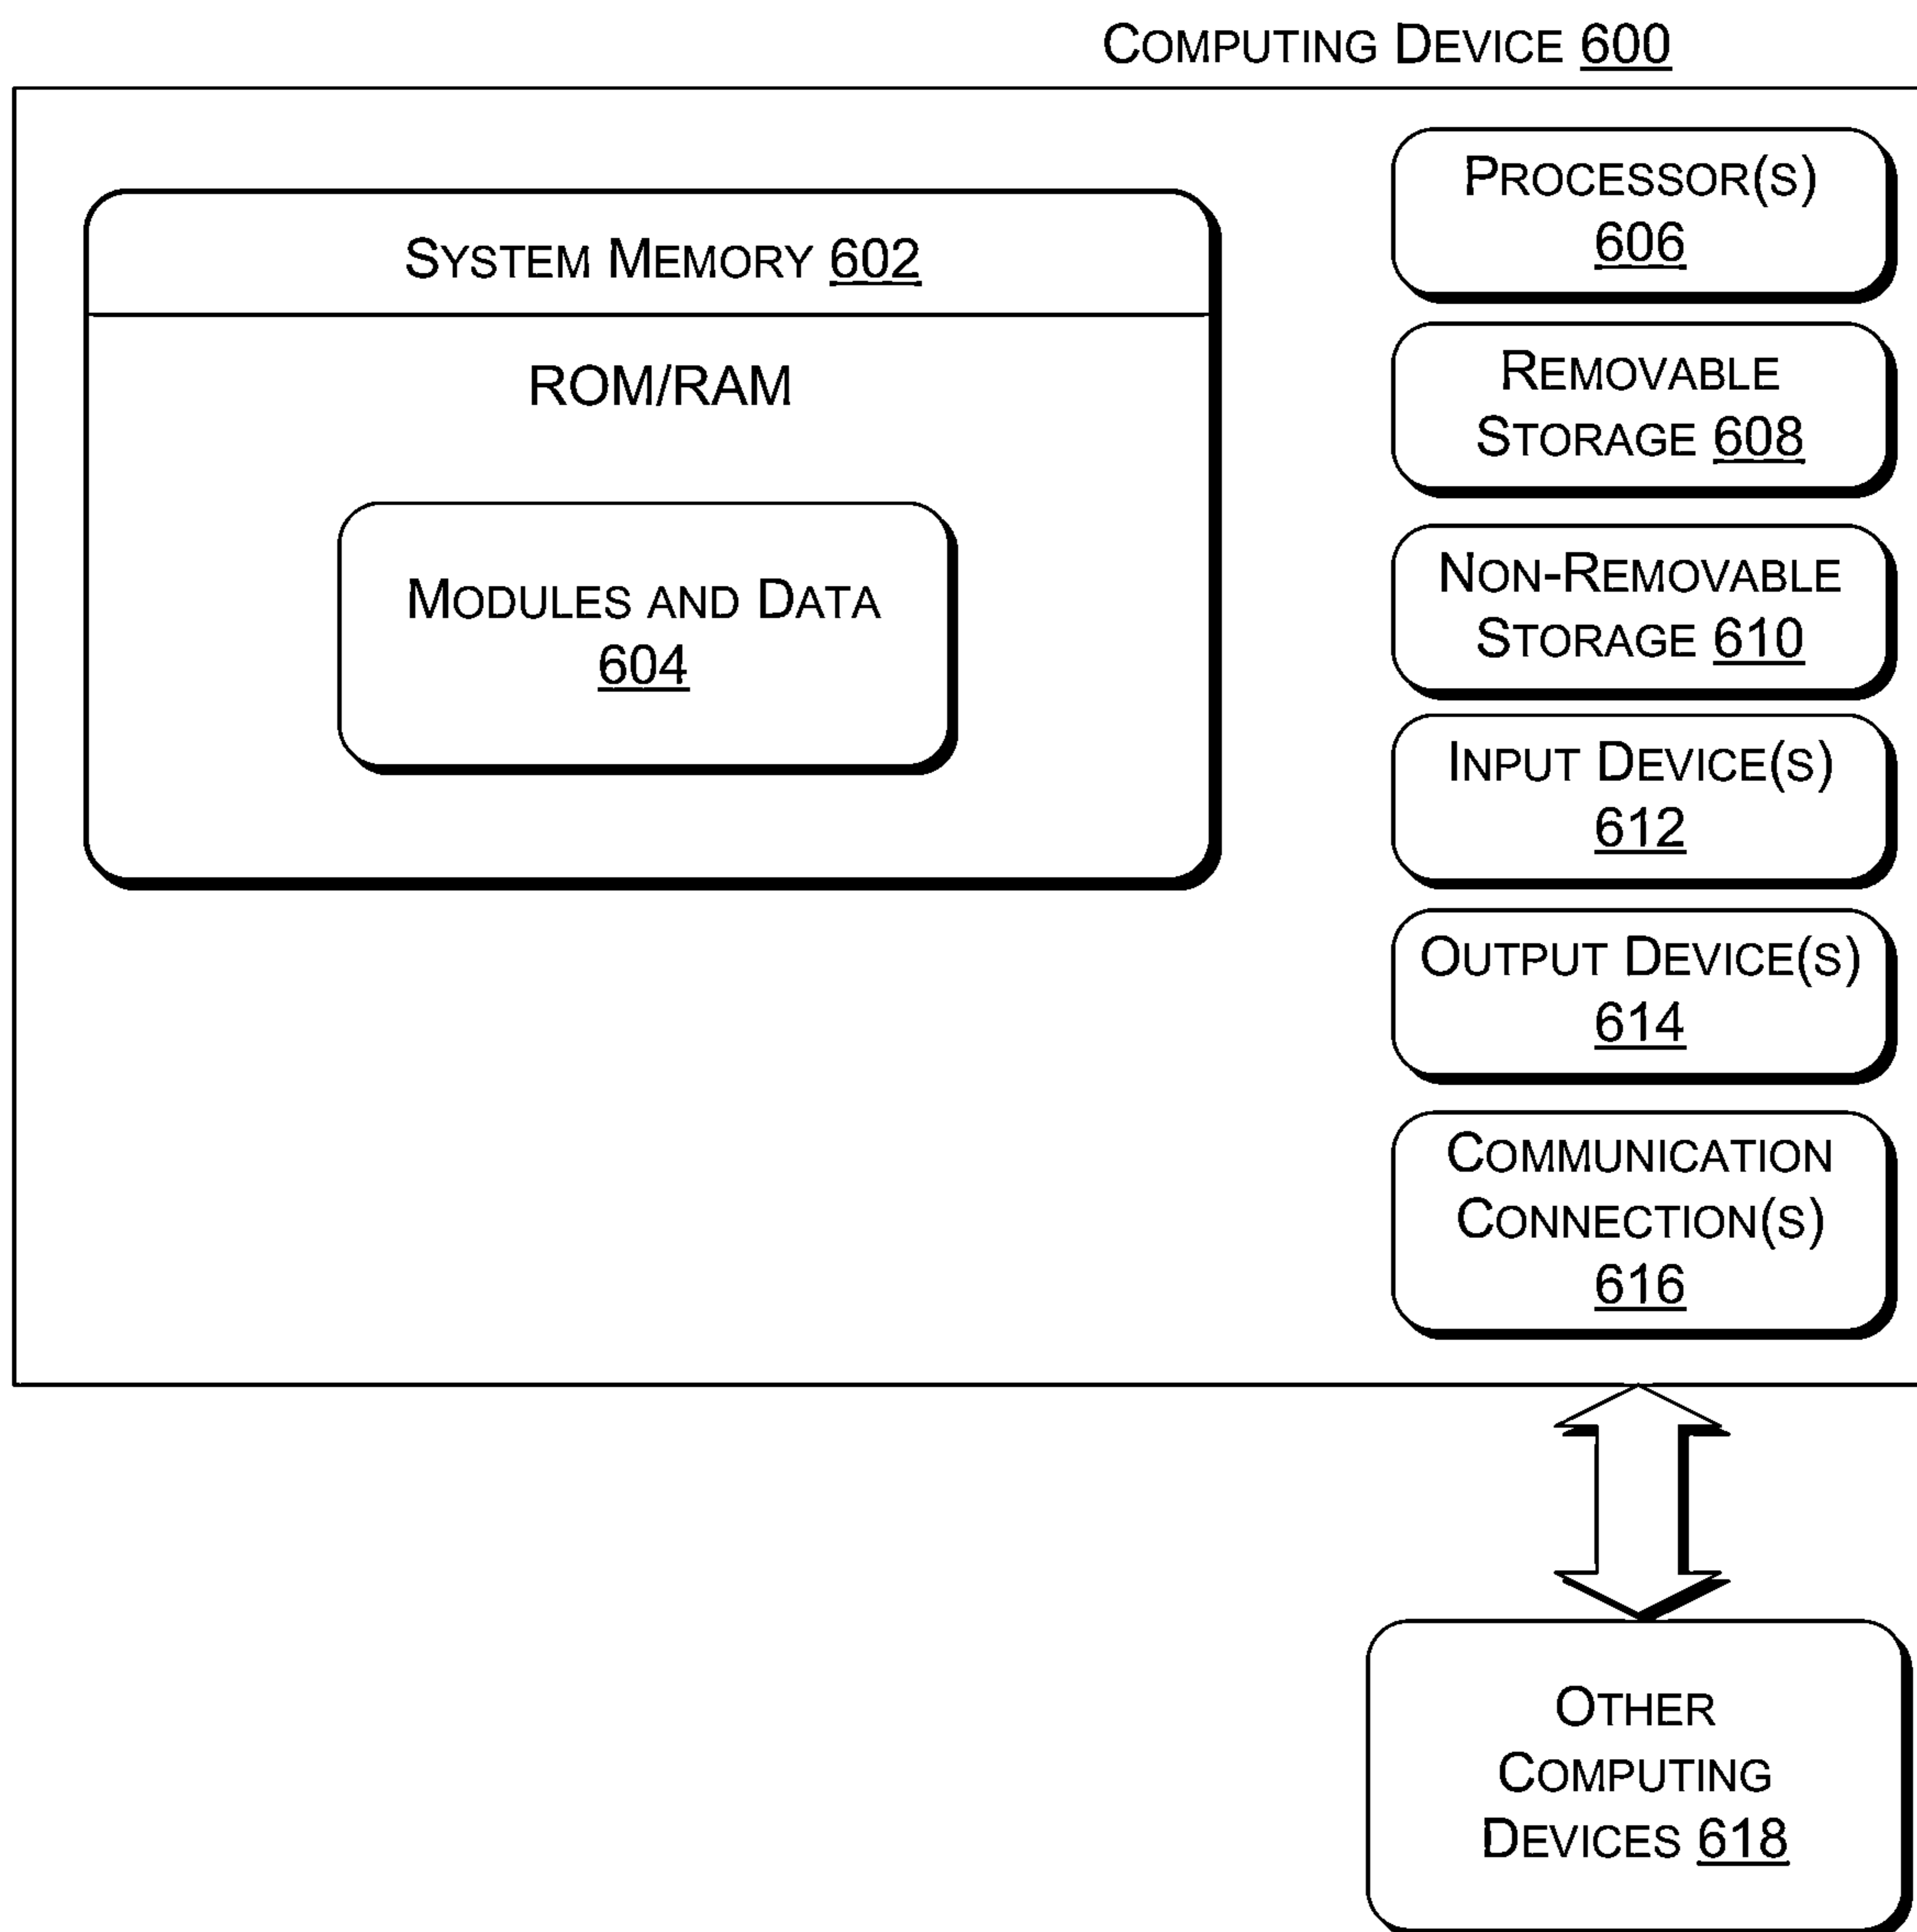 COMPUTING DEVICE 600
SYSTEM MEMORY 602
ROM/RAM
MODULES AND DATA
604
PROCESSOR(S)
606
REMOVABLE
STORAGE 608
NON-REMOVABLE
STORAGE 610
INPUT DEVICE(S)
612
OUTPUT DEVICE(S)
614
COMMUNICATION
CONNECTION(S)
616
OTHER
COMPUTING
DEVICES 618